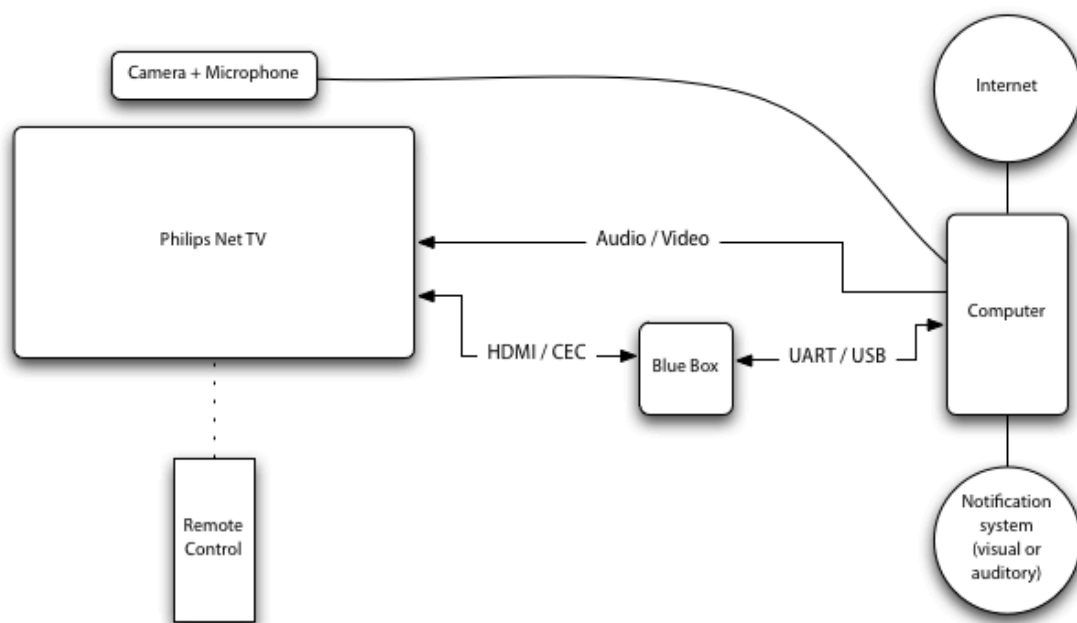 Camera + Microphone
Internet
Philips Net TV
Audio / Video
Computer
HDMI / CEC
Blue Box
UART / USB
Remote
Control
Notification
system
(visual or
auditory)